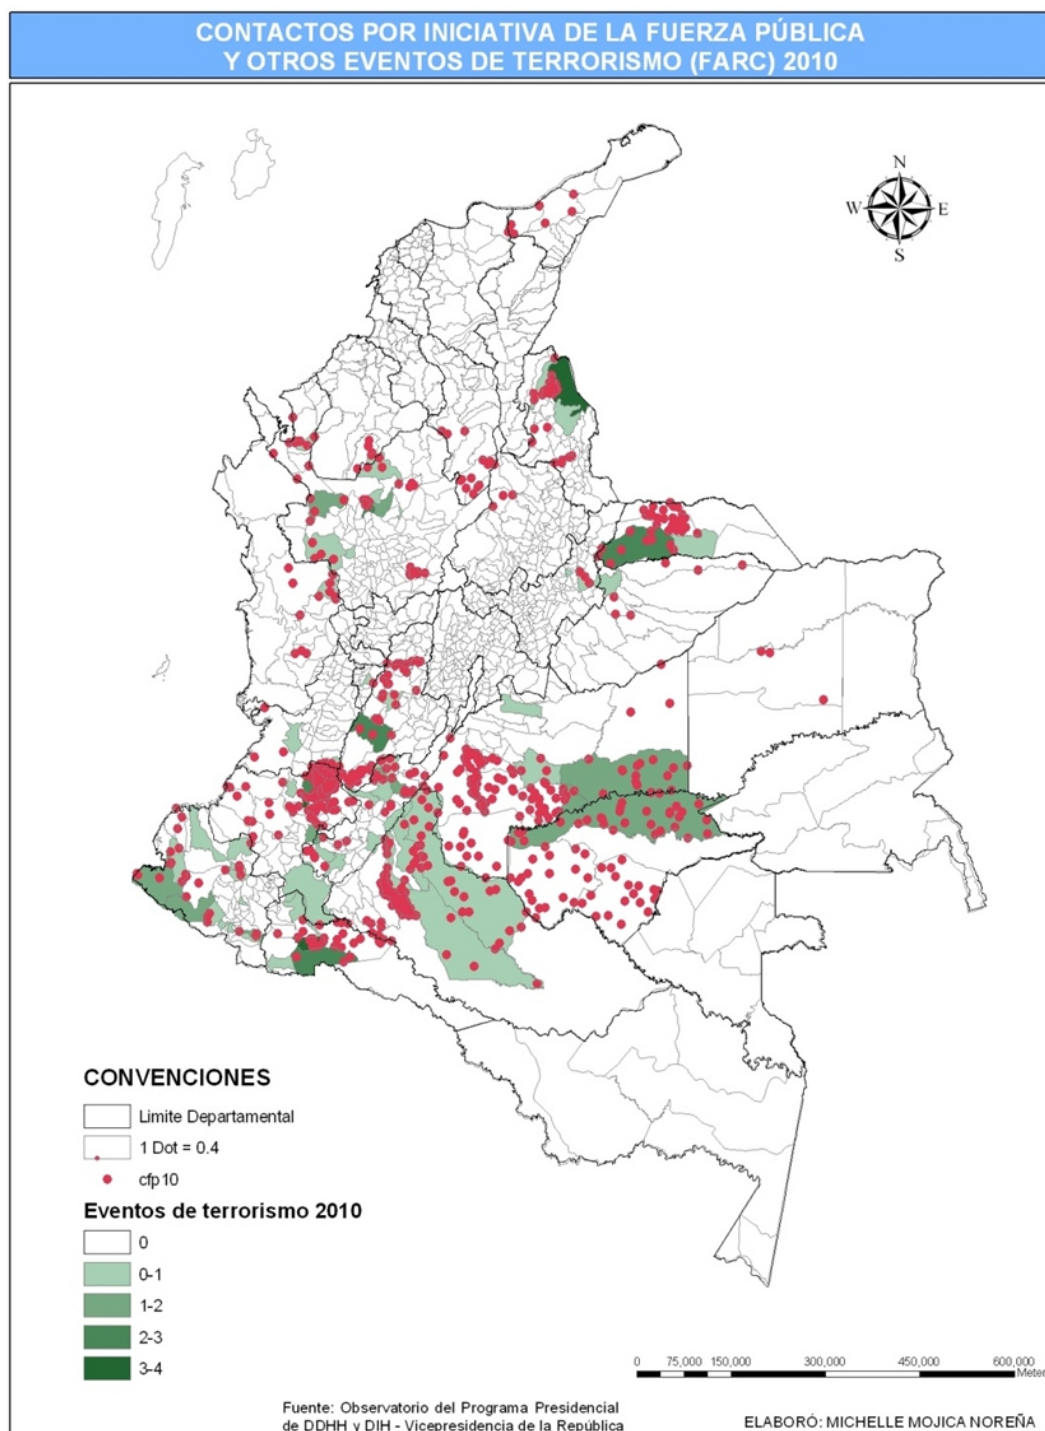 CONTACTOS POR INICIATIVA DE LA FUERZA PÚBLICA
Y OTROS EVENTOS DE TERRORISMO (FARC) 2010
N
W
E
S
CONVENCIONES
Limite Departamental
1 Dot = 0.4
cfp10
Eventos de terrorismo 2010
0
0-1
1-2
2-3
3-4
0 75,000 150,000 300,000 450,000 600,000
Meter
Fuente: Observatorio del Programa Presidencial
de DDHH y DIH - Vicepresidencia de la República
ELABORÓ: MICHELLE MOJICA NOREÑA